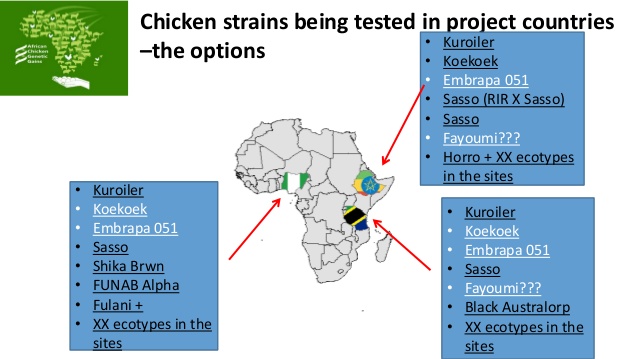 African
Chicken
Genetic
Gains
Chicken strains being tested in project countries
–the options
• Kuroiler
• Koekoek
• Embrapa 051
• Sasso (RIR X Sasso)
• Sasso
• Fayoumi???
• Horro + XX ecotypes
in the sites
• Kuroiler
• Koekoek
• Embrapa 051
• Sasso
• Shika Brwn
• FUNAB Alpha
• Fulani +
• XX ecotypes in the
sites
• Kuroiler
• Koekoek
• Embrapa 051
• Sasso
• Fayoumi???
• Black Australorp
• XX ecotypes in the
sites